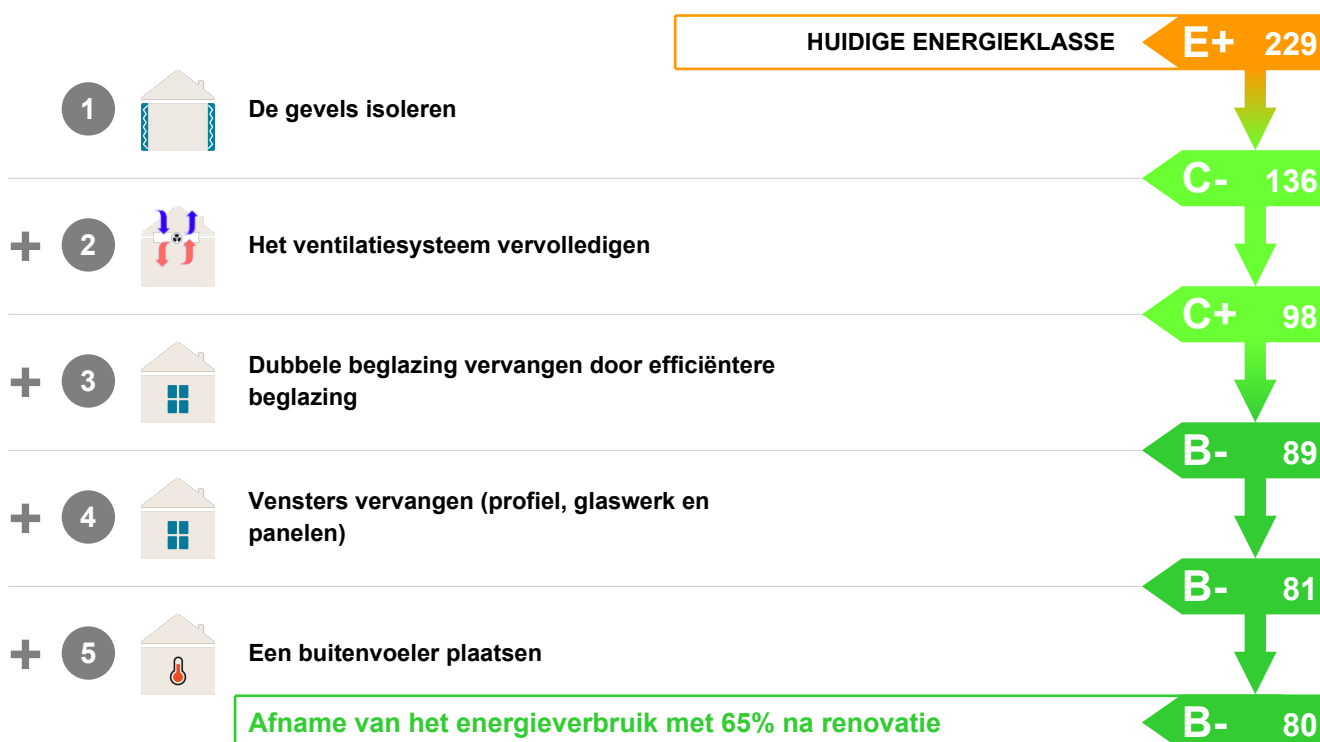 HUIDIGE ENERGIEKLASSE E+ 229
1 De gevels isoleren
C- 136
+ 2 Het ventilatiesysteem vervolledigen
C+ 98
+ 3 Dubbele beglazing vervangen door efficiëntere
beglazing
B- 89
+ 4 Vensters vervangen (profiel, glaswerk en
panelen)
B- 81
+ 5 Een buitenvoeler plaatsen
Afname van het energieverbruik met 65% na renovatie B- 80